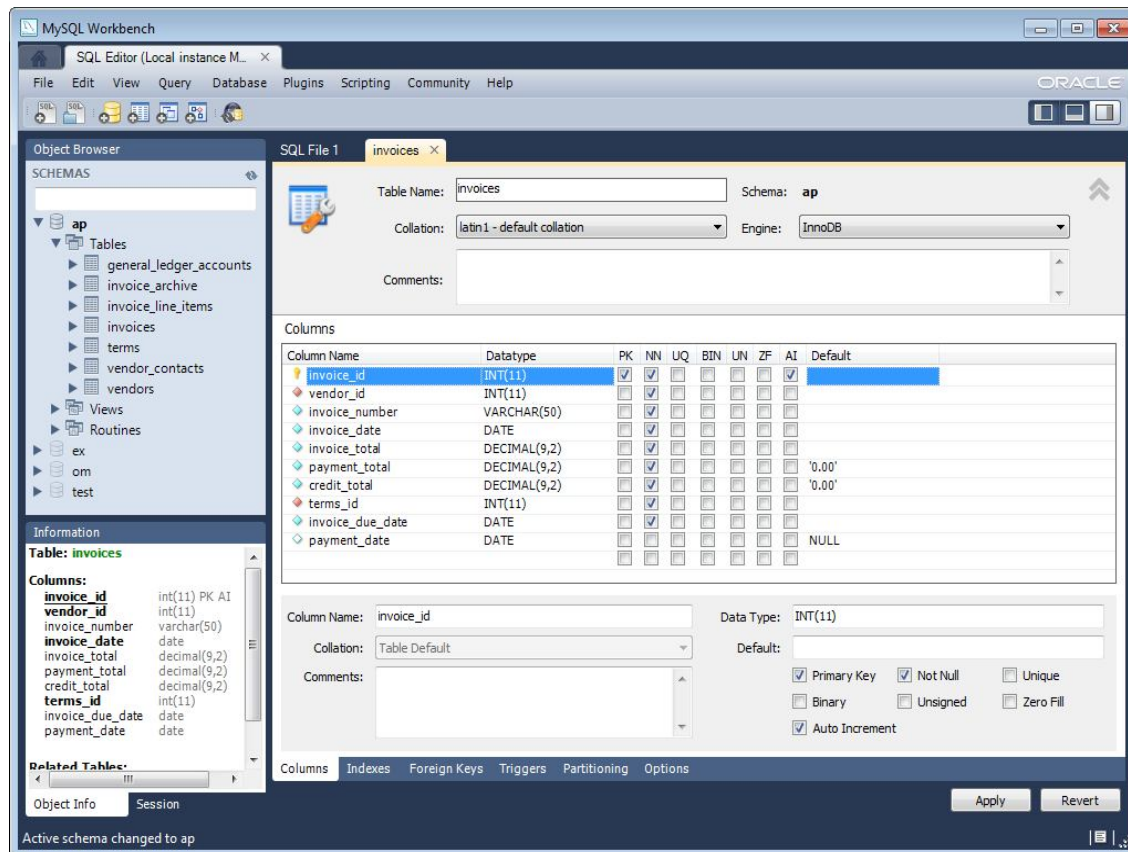 MySQL Workbench
SQL Editor (Local instance M...
File Edit View Query Database Plugins Scripting Community Help
ORACLE
Object Browser
SCHEMAS
ap
Tables
general_ledger_accounts
invoice_archive
invoice_line_items
invoices
terms
vendor_contacts
vendors
Views
Routines
ex
om
test
Information
Table: invoices
Columns:
invoice_id int(11) PK AI
vendor_id int(11)
invoice_number varchar(50)
invoice_date date
invoice_total decimal(9,2)
payment_total decimal(9,2)
credit_total decimal(9,2)
terms_id int(11)
invoice_due_date date
payment_date date
Related Tables:
Object Info Session
SQL File 1 invoices
Table Name: invoices Schema: ap
Collation: latin1 - default collation Engine: InnoDB
Comments:
Columns
Column Name Datatype PK NN UQ BIN UN ZF AI Default
invoice_id INT(11)
vendor_id INT(11)
invoice_number VARCHAR(50)
invoice_date DATE
invoice_total DECIMAL(9,2)
payment_total DECIMAL(9,2) '0.00'
credit_total DECIMAL(9,2) '0.00'
terms_id INT(11)
invoice_due_date DATE
payment_date DATE NULL
Column Name: invoice_id Data Type: INT(11)
Collation: Table Default Default:
Comments: Primary Key Not Null Unique
Binary Unsigned Zero Fill
Auto Increment
Columns Indexes Foreign Keys Triggers Partitioning Options
Apply Revert
Active schema changed to ap